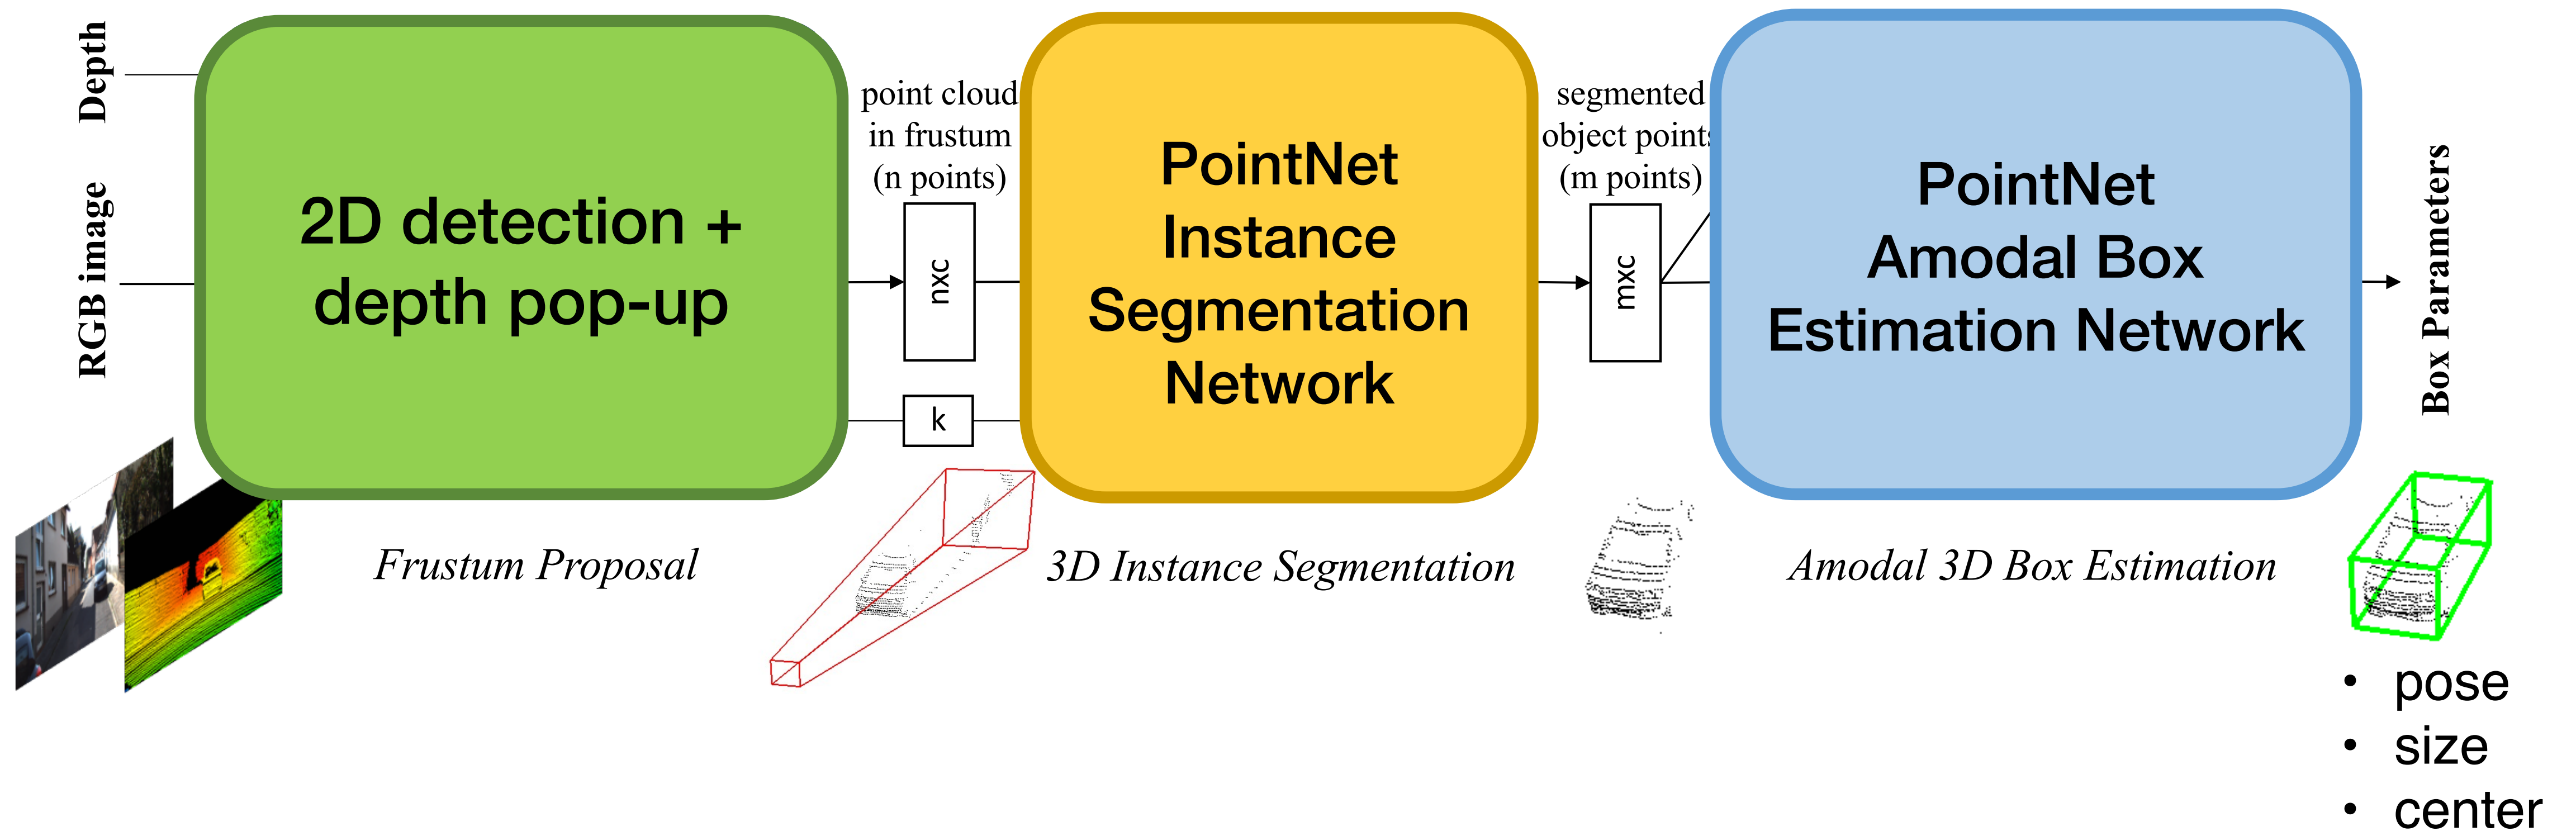 Depth
RGB image
2D detection +
depth pop-up
point cloud
in frustum
(n points)
nxc
k
PointNet
Instance
Segmentation
Network
segmented
object points
(m points)
mxc
PointNet
Amodal Box
Estimation Network
Box Parameters
Frustum Proposal
3D Instance Segmentation
Amodal 3D Box Estimation
• pose
• size
• center